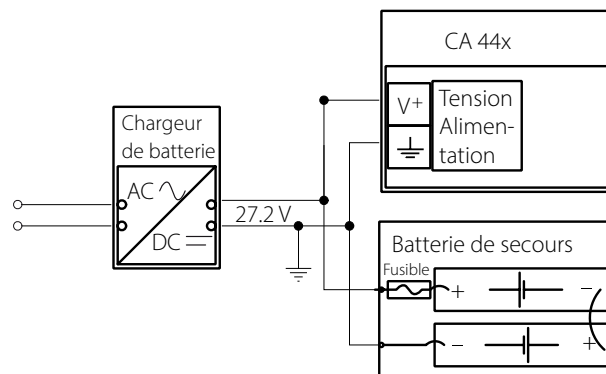 CA 44x
V+
Tension
Alimen-
tation
Chargeur
de batterie
AC
DC
27.2 V
Batterie de secours
Fusible
+ −
− +